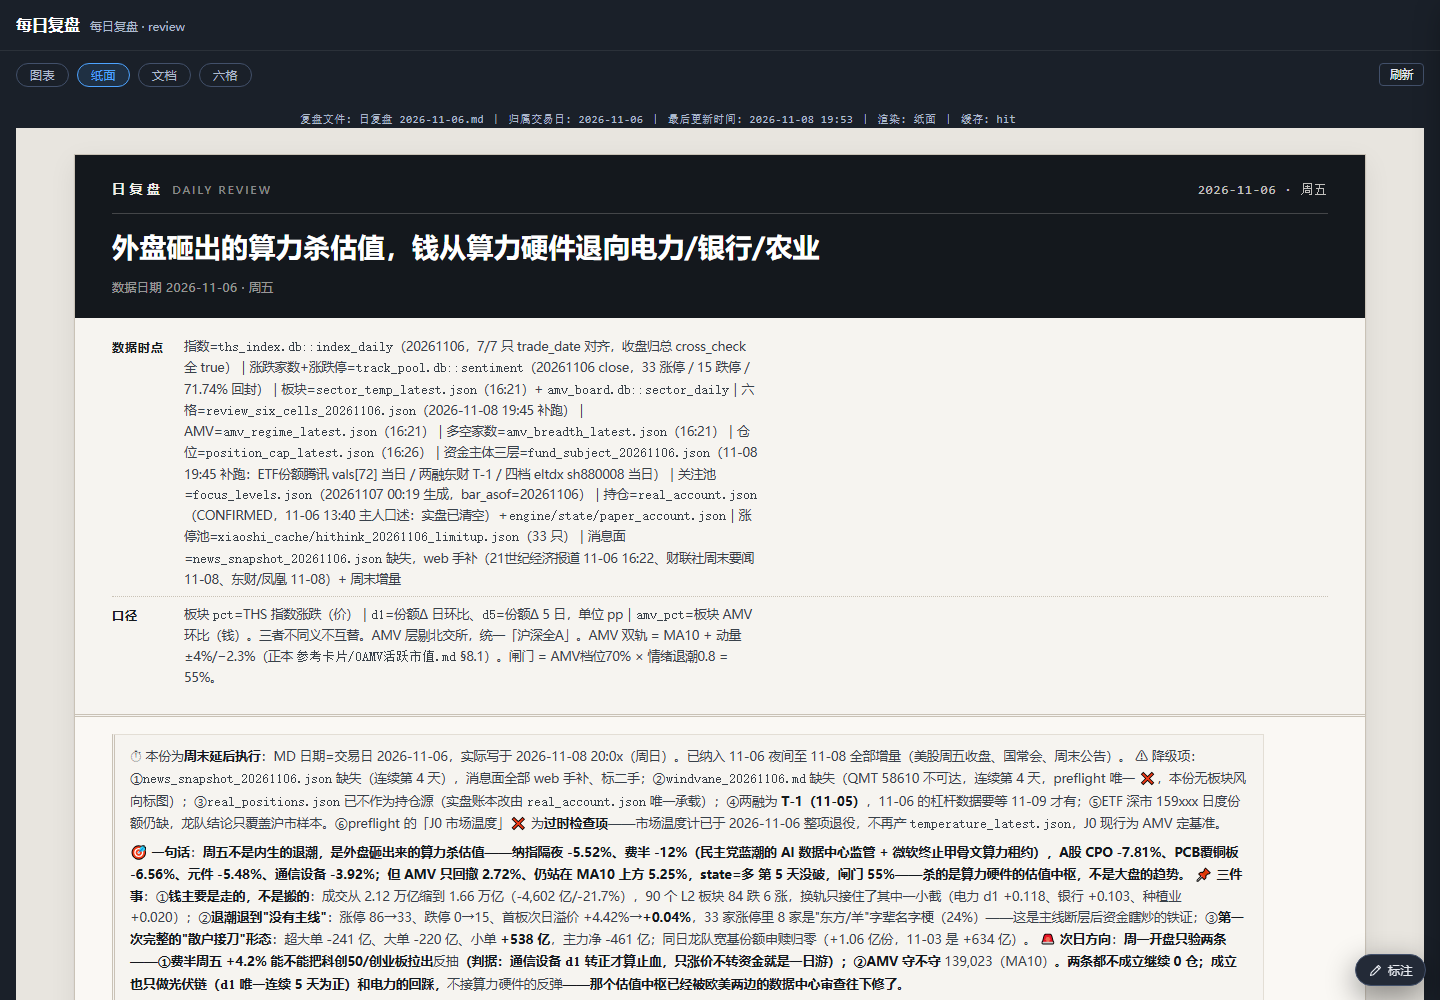 每日复盘 每日复盘 · review
图表 纸面 文档 六格 刷新
复盘文件: 日复盘 2026-11-06.md | 归属交易日: 2026-11-06 | 最后更新时间: 2026-11-08 19:53 | 渲染: 纸面 | 缓存: hit
日复盘 DAILY REVIEW 2026-11-06 · 周五
外盘砸出的算力杀估值，钱从算力硬件退向电力/银行/农业
数据日期 2026-11-06 · 周五
数据时点 指数=ths_index.db::index_daily（20261106，7/7 只 trade_date 对齐，收盘归总 cross_check
全 true）｜涨跌家数+涨跌停=track_pool.db::sentiment（20261106 close，33 涨停 / 15 跌停 /
71.74% 回封）｜板块=sector_temp_latest.json（16:21）+ amv_board.db::sector_daily｜六
格=review_six_cells_20261106.json（2026-11-08 19:45 补跑）｜
AMV=amv_regime_latest.json（16:21）｜多空家数=amv_breadth_latest.json（16:21）｜仓
位=position_cap_latest.json（16:26）｜资金主体三层=fund_subject_20261106.json（11-08
19:45 补跑：ETF份额腾讯 vals[72] 当日 / 两融东财 T-1 / 四档 eltdx sh880008 当日）｜关注池
=focus_levels.json（20261107 00:19 生成，bar_asof=20261106）｜持仓=real_account.json
（CONFIRMED，11-06 13:40 主人口述：实盘已清空）+engine/state/paper_account.json｜涨
停池=xiaoshi_cache/hithink_20261106_limitup.json（33 只）｜消息面
=news_snapshot_20261106.json 缺失，web 手补（21世纪经济报道 11-06 16:22、财联社周末要闻
11-08、东财/凤凰 11-08）+ 周末增量
口径 板块 pct=THS 指数涨跌（价）｜d1=份额Δ 日环比、d5=份额Δ 5 日，单位 pp｜amv_pct=板块 AMV
环比（钱）。三者不同义不互替。AMV 层剔北交所，统一「沪深全A」。AMV 双轨 = MA10 + 动量
±4%/−2.3%（正本 参考卡片/0AMV活跃市值.md §8.1）。闸门 = AMV档位70% × 情绪退潮0.8 =
55%。
⏱ 本份为周末延后执行：MD 日期=交易日 2026-11-06，实际写于 2026-11-08 20:0x（周日）。已纳入 11-06 夜间至 11-08 全部增量（美股周五收盘、国常会、周末公告）。 ⚠ 降级项：
①news_snapshot_20261106.json 缺失（连续第 4 天），消息面全部 web 手补、标二手；②windvane_20261106.md 缺失（QMT 58610 不可达，连续第 4 天，preflight 唯一 ❌，本份无板块风
向标图）；③real_positions.json 已不作为持仓源（实盘账本改由 real_account.json 唯一承载）；④两融为 T-1（11-05），11-06 的杠杆数据要等 11-09 才有；⑤ETF 深市 159xxx 日度份
额仍缺，龙队结论只覆盖沪市样本。⑥preflight 的「J0 市场温度」❌ 为过时检查项——市场温度计已于 2026-11-06 整项退役，不再产 temperature_latest.json，J0 现行为 AMV 定基准。
🎯 一句话：周五不是内生的退潮，是外盘砸出来的算力杀估值——纳指隔夜 -5.52%、费半 -12%（民主党蓝潮的 AI 数据中心监管 + 微软终止甲骨文算力租约），A股 CPO -7.81%、PCB覆铜板
-6.56%、元件 -5.48%、通信设备 -3.92%；但 AMV 只回撤 2.72%、仍站在 MA10 上方 5.25%，state=多 第 5 天没破，闸门 55%——杀的是算力硬件的估值中枢，不是大盘的趋势。 📌 三件
事：①钱主要是走的，不是搬的：成交从 2.12 万亿缩到 1.66 万亿（-4,602 亿/-21.7%），90 个 L2 板块 84 跌 6 涨，换轨只接住了其中一小截（电力 d1 +0.118、银行 +0.103、种植业
+0.020）；②退潮退到"没有主线"：涨停 86→33、跌停 0→15、首板次日溢价 +4.42%→+0.04%，33 家涨停里 8 家是"东方/羊"字辈名字梗（24%）——这是主线断层后资金瞎炒的铁证；③第一
次完整的"散户接刀"形态：超大单 -241 亿、大单 -220 亿、小单 +538 亿，主力净 -461 亿；同日龙队宽基份额申赎归零（+1.06 亿份，11-03 是 +634 亿）。 🚨 次日方向：周一开盘只验两条
——①费半周五 +4.2% 能不能把科创50/创业板拉出反抽（判据：通信设备 d1 转正才算止血，只涨价不转资金就是一日游）；②AMV 守不守 139,023（MA10）。两条都不成立继续 0 仓；成立
也只做光伏链（d1 唯一连续 5 天为正）和电力的回踩，不接算力硬件的反弹——那个估值中枢已经被欧美两边的数据中心审查往下修了。
标注